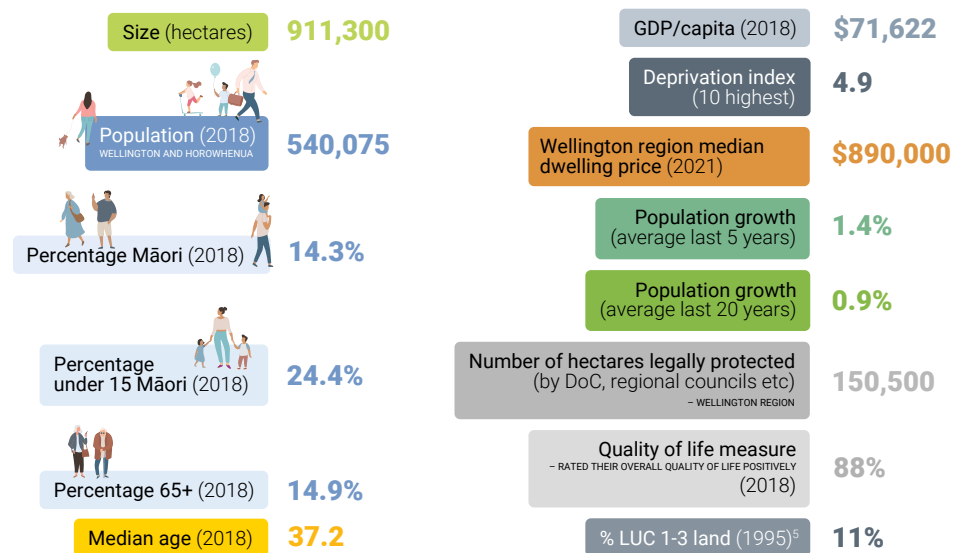 Size (hectares) 911,300
Population (2018)
WELLINGTON AND HOROWHENUA
540,075
Percentage Māori (2018) 14.3%
Percentage
under 15 Māori (2018)
24.4%
Percentage 65+ (2018) 14.9%
Median age (2018) 37.2
GDP/capita (2018) $71,622
Deprivation index
(10 highest)
4.9
Wellington region median
dwelling price (2021)
$890,000
Population growth
(average last 5 years)
1.4%
Population growth
(average last 20 years)
0.9%
Number of hectares legally protected
(by DoC, regional councils etc)
– WELLINGTON REGION
150,500
Quality of life measure
– RATED THEIR OVERALL QUALITY OF LIFE POSITIVELY
(2018)
88%
% LUC 1-3 land (1995)⁵ 11%